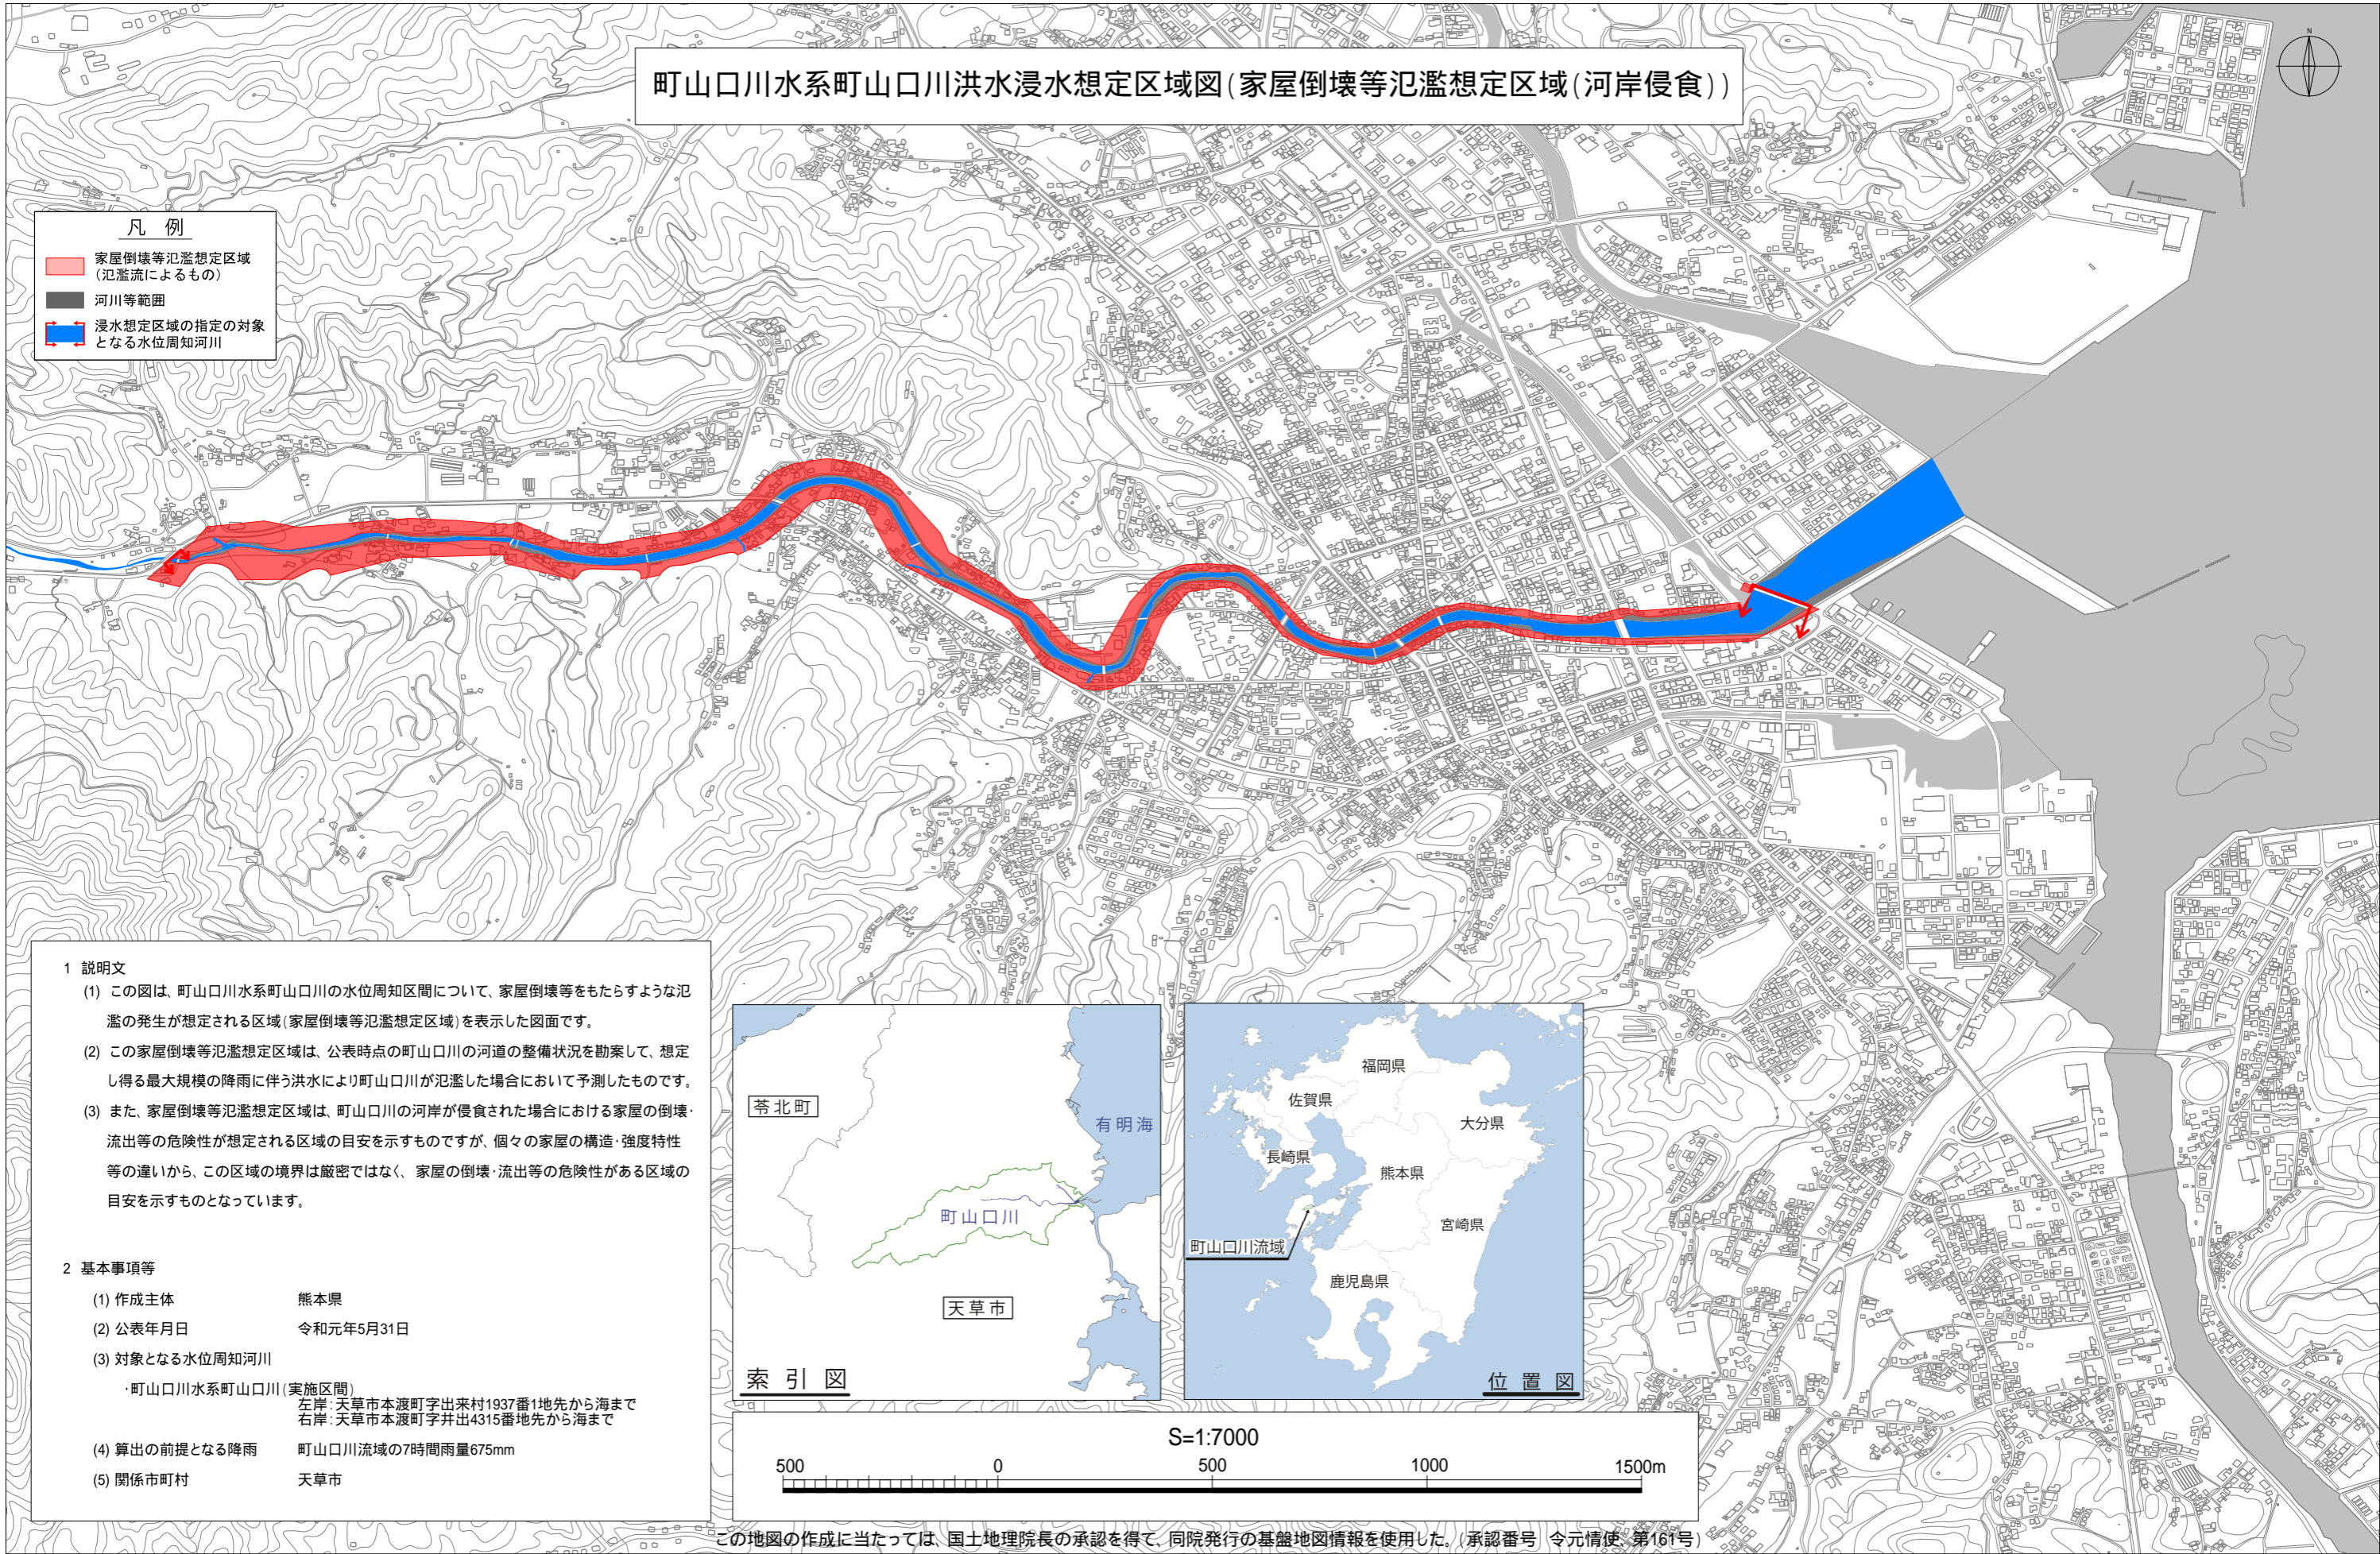 町山口川水系町山口川洪水浸水想定区域図(家屋倒壊等氾濫想定区域(河岸侵食))
N
凡 例
家屋倒壊等氾濫想定区域
(氾濫流によるもの)
河川等範囲
浸水想定区域の指定の対象
となる水位周知河川
1 説明文
(1) この図は、町山口川水系町山口川の水位周知区間について、家屋倒壊等をもたらすような氾
濫の発生が想定される区域(家屋倒壊等氾濫想定区域)を表示した図面です。
(2) この家屋倒壊等氾濫想定区域は、公表時点の町山口川の河道の整備状況を勘案して、想定
し得る最大規模の降雨に伴う洪水により町山口川が氾濫した場合において予測したものです。
(3) また、家屋倒壊等氾濫想定区域は、町山口川の河岸が侵食された場合における家屋の倒壊・
流出等の危険性が想定される区域の目安を示すものですが、個々の家屋の構造・強度特性
等の違いから、この区域の境界は厳密ではなく、家屋の倒壊・流出等の危険性がある区域の
目安を示すものとなっています。
2 基本事項等
(1) 作成主体 熊本県
(2) 公表年月日 令和元年5月31日
(3) 対象となる水位周知河川
・町山口川水系町山口川(実施区間)
左岸:天草市本渡町字出来村1937番1地先から海まで
右岸:天草市本渡町字井出4315番地先から海まで
(4) 算出の前提となる降雨 町山口川流域の7時間雨量675mm
(5) 関係市町村 天草市
苓北町
有明海
町山口川
天草市
索 引 図
福岡県
佐賀県
大分県
長崎県
熊本県
宮崎県
町山口川流域
鹿児島県
位 置 図
S=1:7000
500 0 500 1000 1500m
この地図の作成に当たっては、国土地理院長の承認を得て、同院発行の基盤地図情報を使用した。(承認番号 令元情使、第161号)